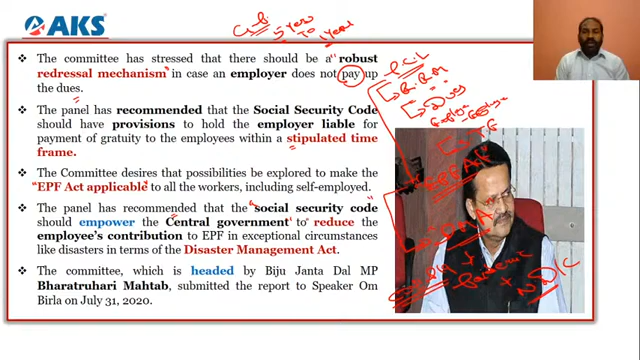 AKS
5 Years
TO
1 Year
The committee has stressed that there should be a "robust
redressal mechanism" in case an employer does not pay up
the dues.
The panel has recommended that the Social Security Code
should have provisions to hold the employer liable for
payment of gratuity to the employees within a stipulated time
frame.
The Committee desires that possibilities be explored to make the
"EPF Act applicable" to all the workers, including self-employed.
The panel has recommended that the "social security code"
should empower the "Central government" to "reduce the
employee's contribution to EPF in exceptional circumstances
like disasters in terms of the Disaster Management Act.
The committee, which is headed by Biju Janta Dal MP
Bharatruhari Mahtab, submitted the report to Speaker Om
Birla on July 31, 2020.
Dues